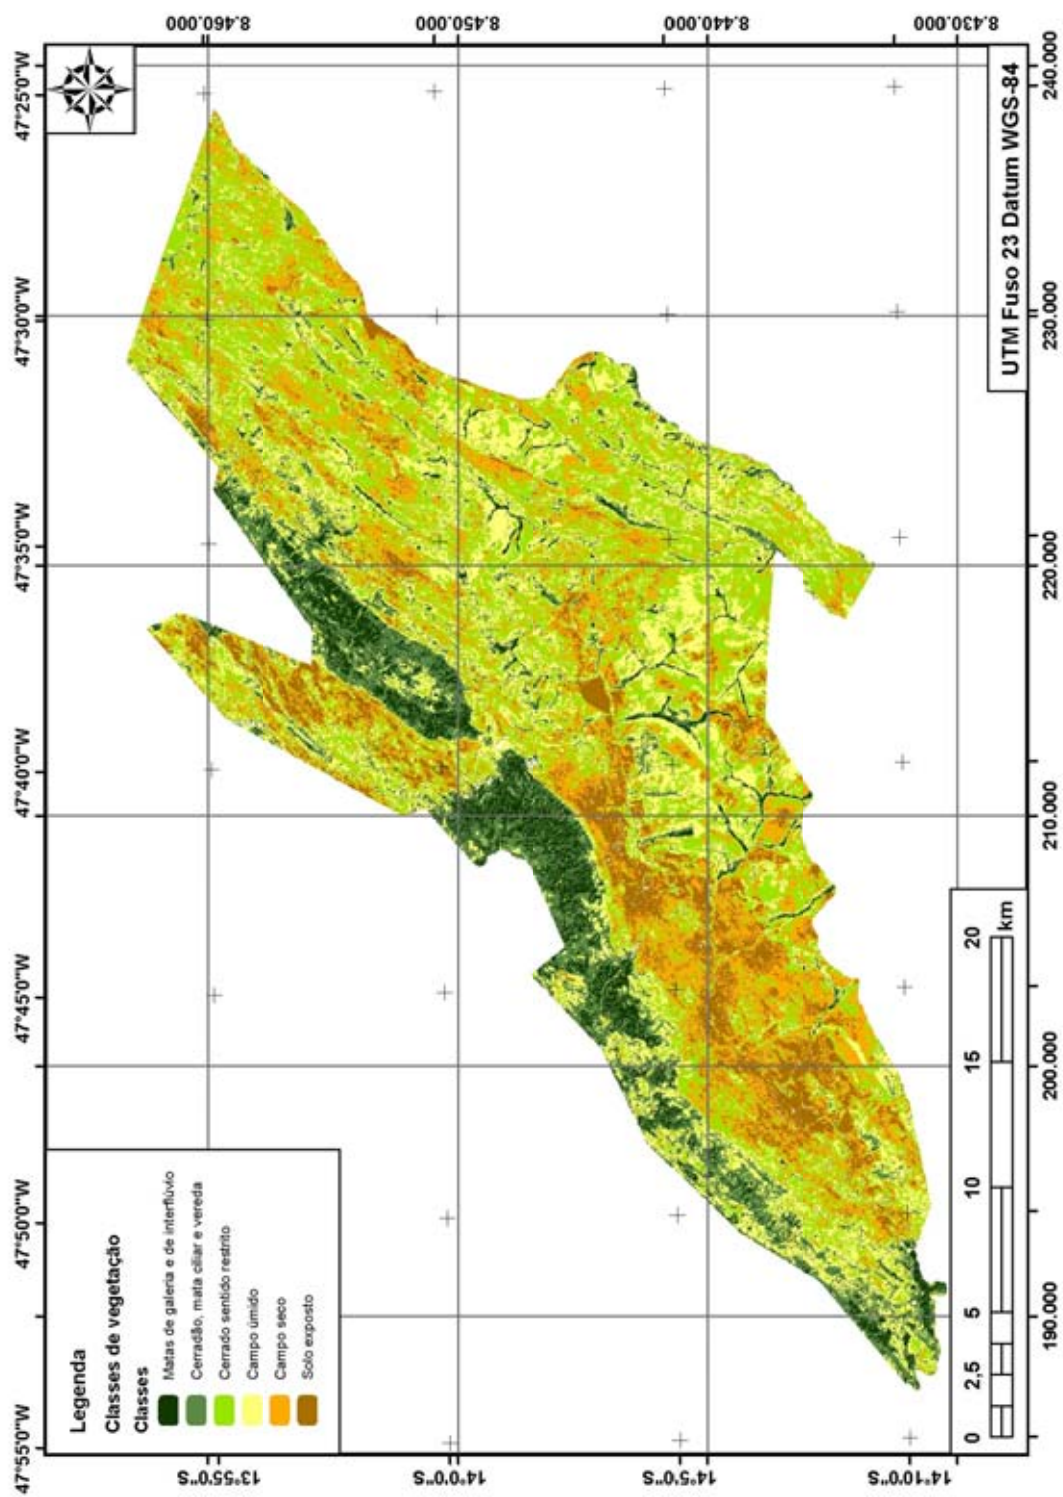 47°55'0"W
47°50'0"W
47°45'0"W
47°40'0"W
47°35'0"W
47°30'0"W
47°25'0"W
Legenda
Classes de vegetação
Classes
Matas de galeria e de interflúvio
Cerradão, mata ciliar e vereda
Cerrado sentido restrito
Campo úmido
Campo seco
Solo exposto
13°55'0"S
14°0'0"S
14°5'0"S
14°10'0"S
8.460.000
8.450.000
8.440.000
8.430.000
0 2,5 5 10 15 20
km
UTM Fuso 23 Datum WGS-84
190.000
200.000
210.000
220.000
230.000
240.000